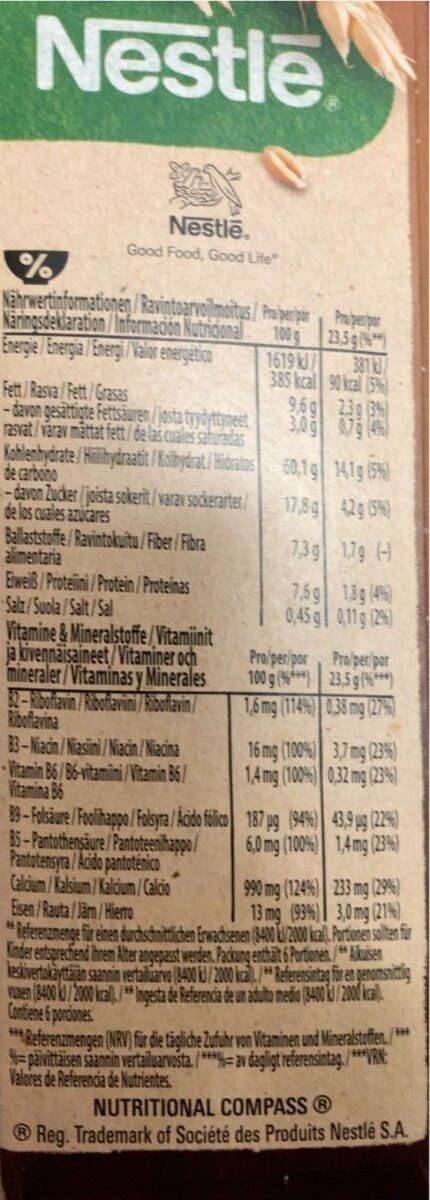 Nestlē®
Nestlē.
Good Food, Good Life®
%
Nährwertinformationen / Ravintoarvoilmoitus / Pro/per/por Pro/per/por
Näringsdeklaration / Información Nutricional 100 g 23,5 g (%**)
Energie / Energia / Energi / Valor energético 1619 kJ / 381 kJ /
385 kcal 90 kcal (5%)
Fett / Rasva / Fett / Grasas 9,6 g 2,3 g (3%)
– davon gesättigte Fettsäuren / josta tyydyttyneet 3,0 g 0,7 g (4%)
rasvat / varav mättat fett / de las cuales saturadas
Kohlenhydrate / Hiilihydraatit / Kolhydrat / Hidratos 60,1 g 14,1 g (5%)
de carbono
– davon Zucker / joista sokerit / varav sockerarter / 17,8 g 4,2 g (5%)
de los cuales azúcares
Ballaststoffe / Ravintokuitu / Fiber / Fibra 7,3 g 1,7 g (–)
alimentaria
Eiweiß / Proteiini / Protein / Proteínas 7,6 g 1,8 g (4%)
Salz / Suola / Salt / Sal 0,45 g 0,11 g (2%)
Vitamine & Mineralstoffe / Vitamiinit
ja kivennäisaineet / Vitaminer och Pro/per/por Pro/per/por
mineraler / Vitaminas y Minerales 100 g (%***) 23,5 g (%***)
B2 – Riboflavin / Riboflaviini / Riboflavin / 1,6 mg (114%) 0,38 mg (27%)
Riboflavina
B3 – Niacin / Niasiini / Niacin / Niacina 16 mg (100%) 3,7 mg (23%)
Vitamin B6 / B6-vitamiini / Vitamin B6 / 1,4 mg (100%) 0,32 mg (23%)
Vitamina B6
B9 – Folsäure / Foolihappo / Folsyra / Ácido fólico 187 µg (94%) 43,9 µg (22%)
B5 – Pantothensäure / Pantoteenihappo / 6,0 mg (100%) 1,4 mg (23%)
Pantotensyra / Ácido pantoténico
Calcium / Kalsium / Kalcium / Calcio 990 mg (124%) 233 mg (29%)
Eisen / Rauta / Järn / Hierro 13 mg (93%) 3,0 mg (21%)
** Referenzmenge für einen durchschnittlichen Erwachsenen (8400 kJ/2000 kcal). Portionen sollten für
Kinder entsprechend ihrem Alter angepasst werden. Packung enthält 6 Portionen. / ** Aikuisen
keskivertokäyttäjän saannin vertailuarvo (8400 kJ / 2000 kcal). / ** Referensintag för en genomsnittlig
vuxen (8400 kJ / 2000 kcal). / ** Ingesta de Referencia de un adulto medio (8400 kJ / 2000 kcal).
Contiene 6 porciones.
*** Referenzmengen (NRV) für die tägliche Zufuhr von Vitaminen und Mineralstoffen. / ***
%= päivittäisen saannin vertailuarvosta. / ***%= av dagligt referensintag. / ***VRN:
Valores de Referencia de Nutrientes.
NUTRITIONAL COMPASS ®
® Reg. Trademark of Société des Produits Nestlé S.A.